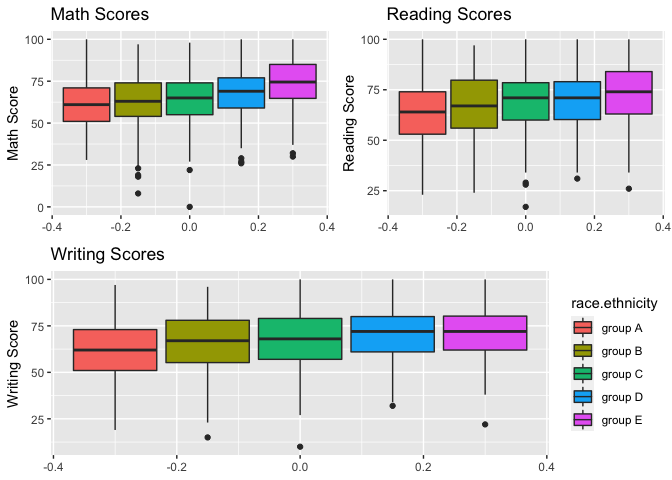 Math Scores
Math Score
100
75
50
25
0
-0.4
-0.2
0.0
0.2
0.4
Reading Scores
Reading Score
100
75
50
25
-0.4
-0.2
0.0
0.2
0.4
Writing Scores
Writing Score
100
75
50
25
-0.4
-0.2
0.0
0.2
0.4
race.ethnicity
group A
group B
group C
group D
group E